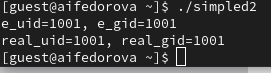 [guest@aifedorova ~]$ ./simpled2
e_uid=1001, e_gid=1001
real_uid=1001, real_gid=1001
[guest@aifedorova ~]$